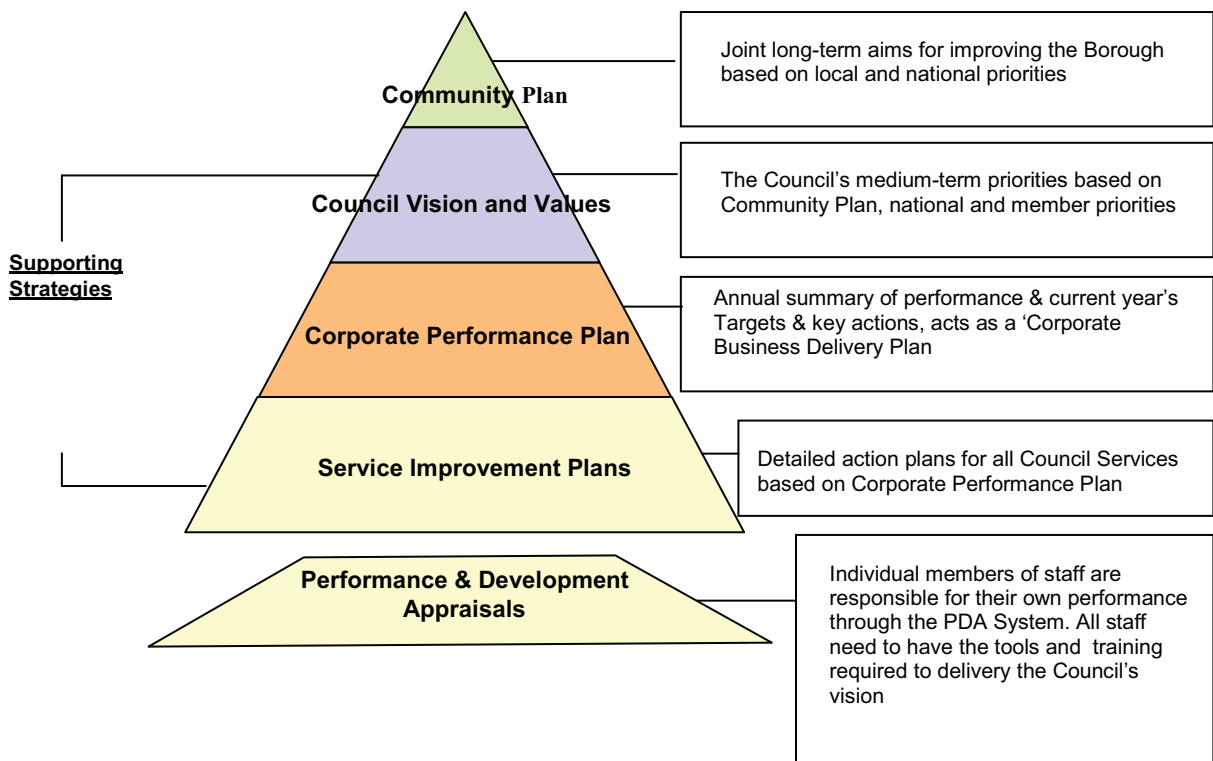 Community Plan
Joint long-term aims for improving the Borough
based on local and national priorities
Council Vision and Values
The Council’s medium-term priorities based on
Community Plan, national and member priorities
Supporting
Strategies
Corporate Performance Plan
Annual summary of performance & current year’s
Targets & key actions, acts as a ‘Corporate
Business Delivery Plan
Service Improvement Plans
Detailed action plans for all Council Services
based on Corporate Performance Plan
Performance & Development
Appraisals
Individual members of staff are
responsible for their own performance
through the PDA System. All staff
need to have the tools and  training
required to delivery the Council’s
vision